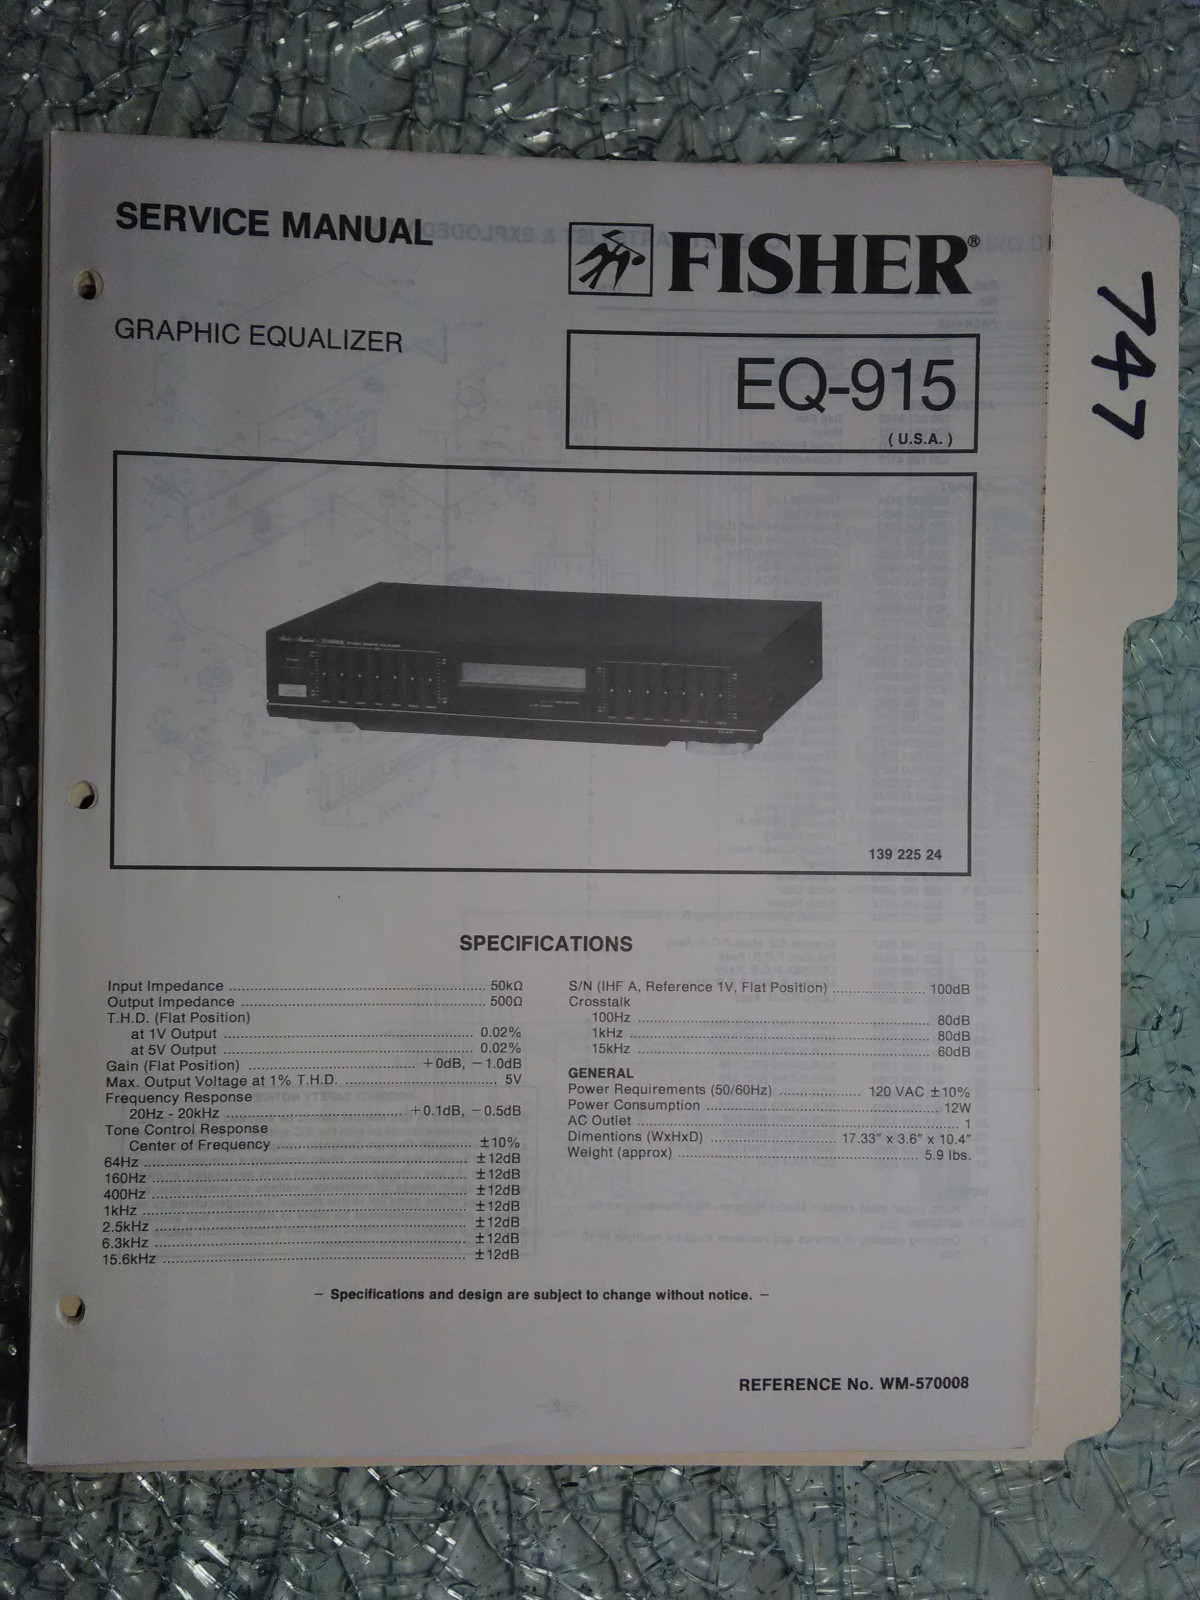 SERVICE MANUAL
FISHER®
GRAPHIC EQUALIZER
EQ-915
( U.S.A. )
747
FISHER
139 225 24
SPECIFICATIONS
Input Impedance ........ 50kΩ
Output Impedance ........ 500Ω
T.H.D. (Flat Position)
at 1V Output ........ 0.02%
at 5V Output ........ 0.02%
Gain (Flat Position) ........ +0dB, −1.0dB
Max. Output Voltage at 1% T.H.D. ........ 5V
Frequency Response
20Hz - 20kHz ........ +0.1dB, −0.5dB
Tone Control Response
Center of Frequency ........ ±10%
64Hz ........ ±12dB
160Hz ........ ±12dB
400Hz ........ ±12dB
1kHz ........ ±12dB
2.5kHz ........ ±12dB
6.3kHz ........ ±12dB
15.6kHz ........ ±12dB
S/N (IHF A, Reference 1V, Flat Position) ........ 100dB
Crosstalk
100Hz ........ 80dB
1kHz ........ 80dB
15kHz ........ 60dB
GENERAL
Power Requirements (50/60Hz) ........ 120 VAC ±10%
Power Consumption ........ 12W
AC Outlet ........ 1
Dimentions (WxHxD) ........ 17.33″ x 3.6″ x 10.4″
Weight (approx) ........ 5.9 lbs.
– Specifications and design are subject to change without notice. –
REFERENCE No. WM-570008